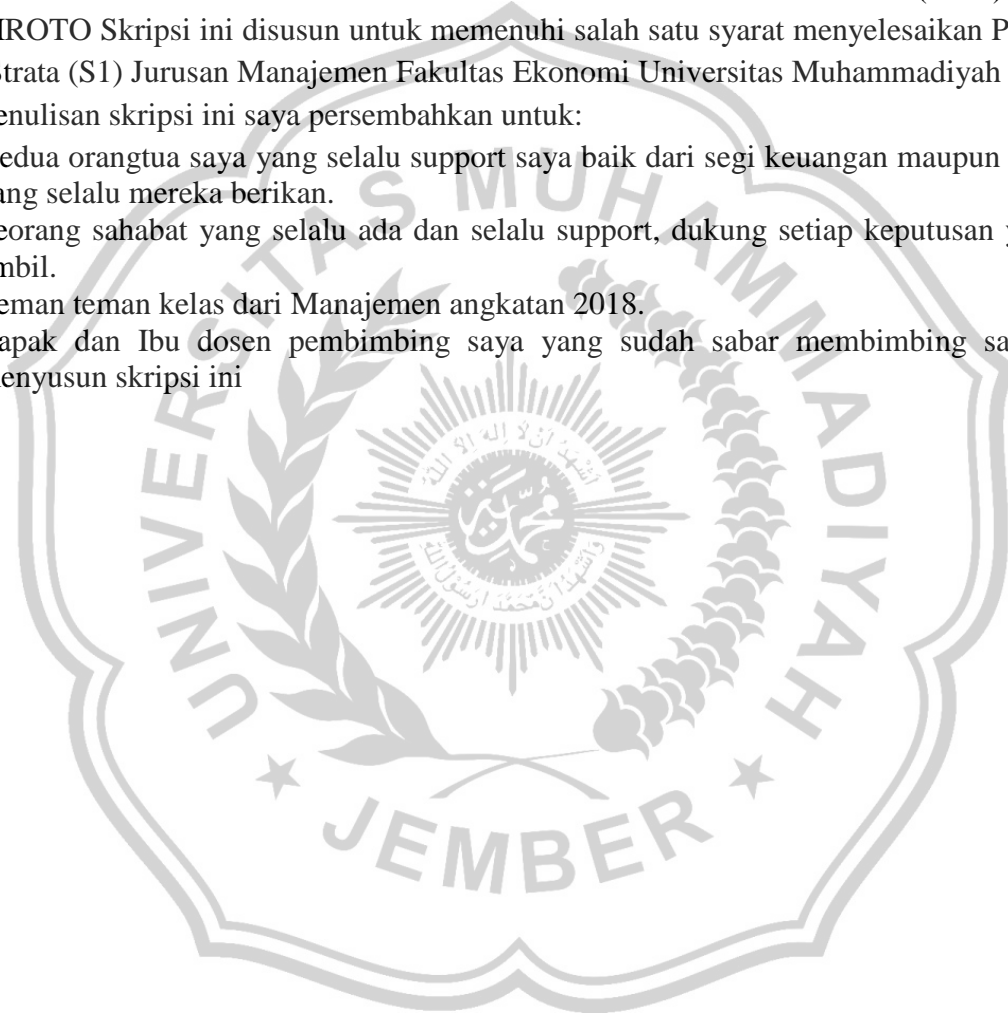 IROTO Skripsi ini disusun untuk memenuhi salah satu syarat menyelesaikan P
trata (S1) Jurusan Manajemen Fakultas Ekonomi Universitas Muhammadiyah
enulisan skripsi ini saya persembahkan untuk:
edua orangtua saya yang selalu support saya baik dari segi keuangan maupun
ang selalu mereka berikan.
eorang sahabat yang selalu ada dan selalu support, dukung setiap keputusan y
mbil.
eman teman kelas dari Manajemen angkatan 2018.
apak dan Ibu dosen pembimbing saya yang sudah sabar membimbing sa
enyusun skripsi ini
UNIVERSITAS MUHAMMADIYAH
JEMBER